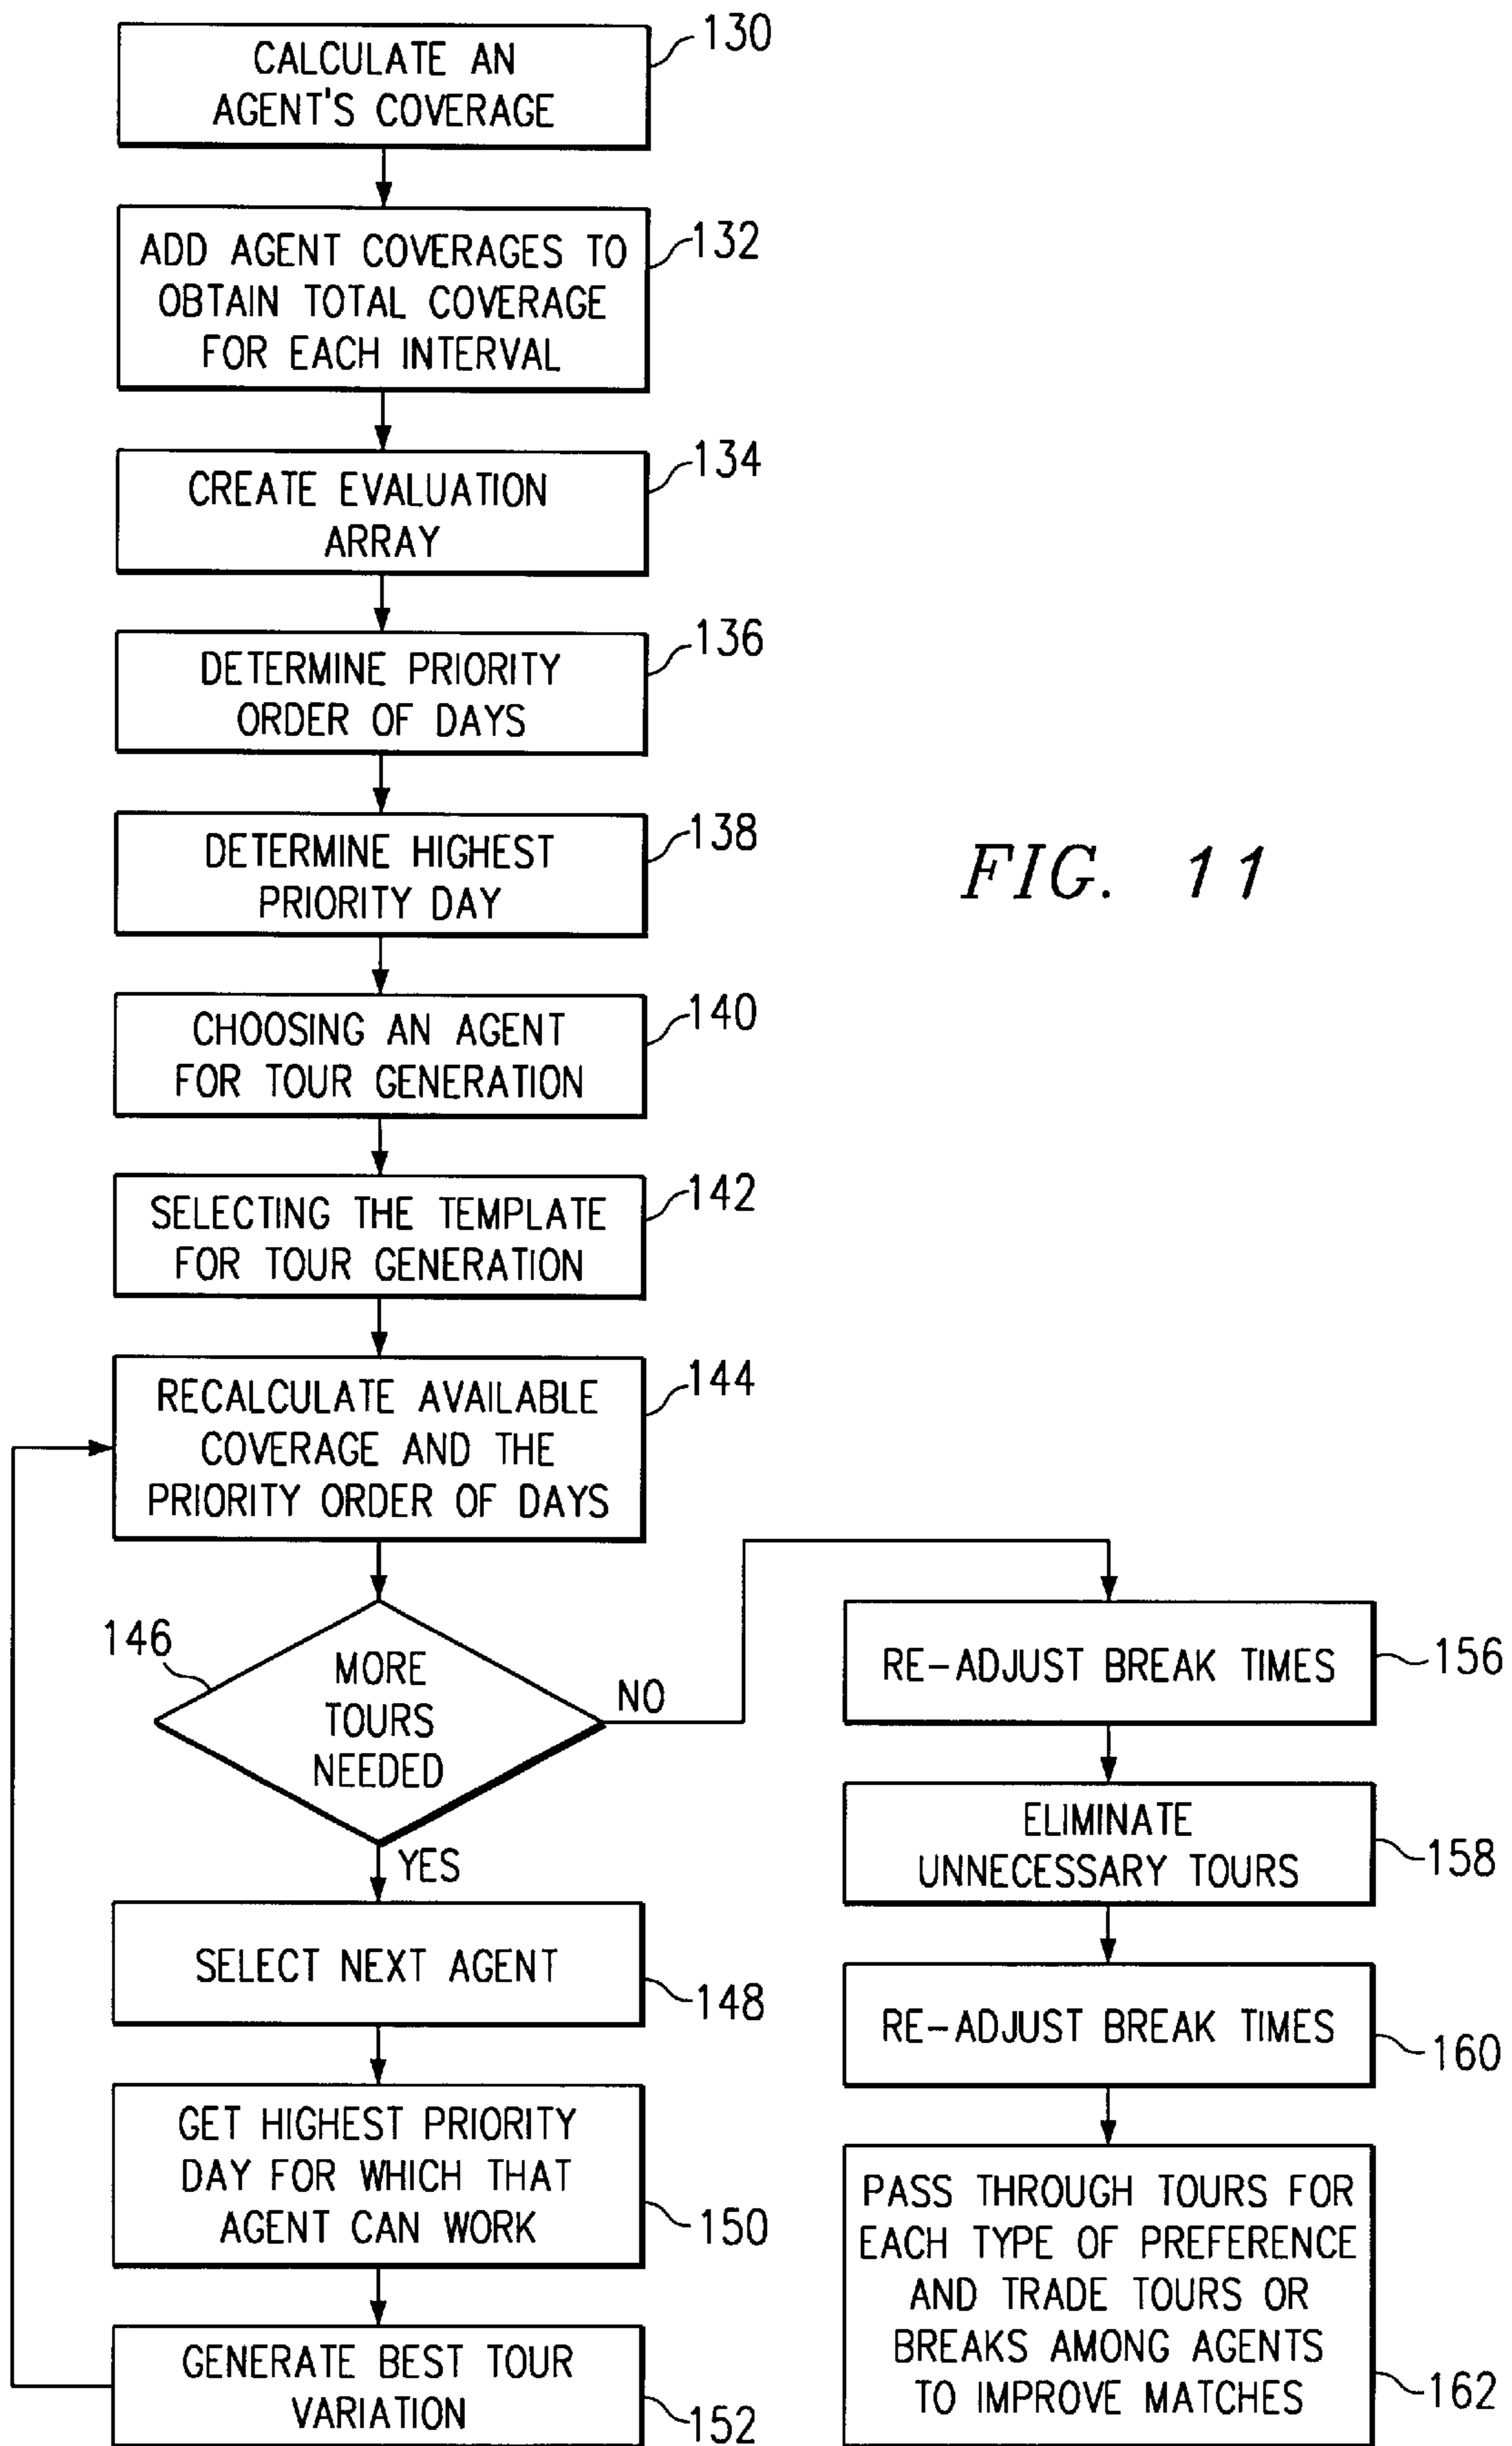 CALCULATE AN
AGENT'S COVERAGE
130
ADD AGENT COVERAGES TO
OBTAIN TOTAL COVERAGE
FOR EACH INTERVAL
132
CREATE EVALUATION
ARRAY
134
DETERMINE PRIORITY
ORDER OF DAYS
136
DETERMINE HIGHEST
PRIORITY DAY
138
FIG. 11
CHOOSING AN AGENT
FOR TOUR GENERATION
140
SELECTING THE TEMPLATE
FOR TOUR GENERATION
142
RECALCULATE AVAILABLE
COVERAGE AND THE
PRIORITY ORDER OF DAYS
144
146
MORE
TOURS
NEEDED
NO
YES
SELECT NEXT AGENT
148
GET HIGHEST PRIORITY
DAY FOR WHICH THAT
AGENT CAN WORK
150
GENERATE BEST TOUR
VARIATION
152
RE-ADJUST BREAK TIMES
156
ELIMINATE
UNNECESSARY TOURS
158
RE-ADJUST BREAK TIMES
160
PASS THROUGH TOURS FOR
EACH TYPE OF PREFERENCE
AND TRADE TOURS OR
BREAKS AMONG AGENTS
TO IMPROVE MATCHES
162